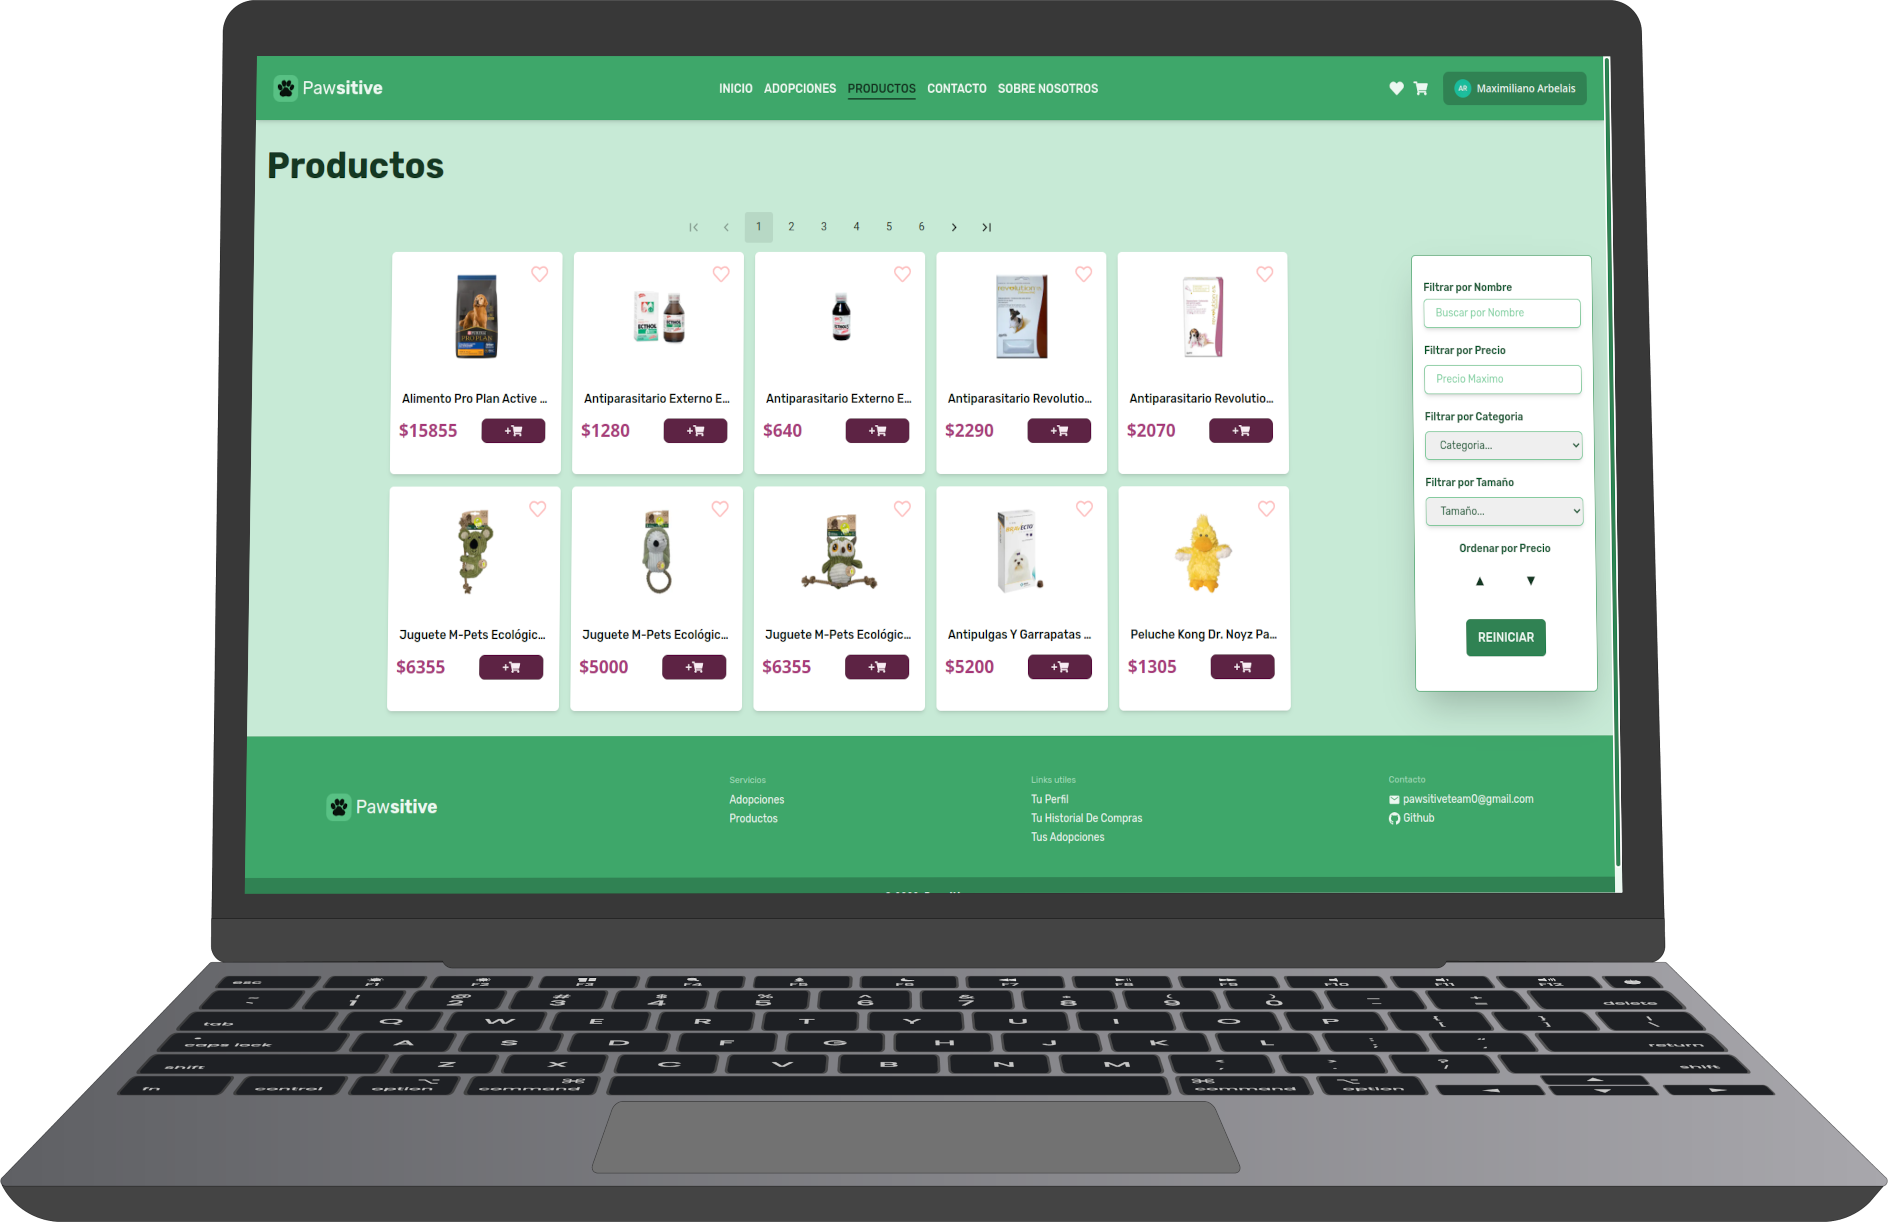 Pawsitive
INICIO ADOPCIONES PRODUCTOS CONTACTO SOBRE NOSOTROS
AR Maximiliano Arbelais
Productos
1 2 3 4 5 6
Alimento Pro Plan Active ...
$15855
Antiparasitario Externo E...
$1280
Antiparasitario Externo E...
$640
Antiparasitario Revolutio...
$2290
Antiparasitario Revolutio...
$2070
Juguete M-Pets Ecológic...
$6355
Juguete M-Pets Ecológic...
$5000
Juguete M-Pets Ecológic...
$6355
Antipulgas Y Garrapatas ...
$5200
Peluche Kong Dr. Noyz Pa...
$1305
Filtrar por Nombre
Buscar por Nombre
Filtrar por Precio
Precio Maximo
Filtrar por Categoria
Categoria...
Filtrar por Tamaño
Tamaño...
Ordenar por Precio
▲ ▼
REINICIAR
Pawsitive
Servicios
Adopciones
Productos
Links utiles
Tu Perfil
Tu Historial De Compras
Tus Adopciones
Contacto
pawsitiveteam0@gmail.com
Github
esc F1 F2 F3 F4 F5 F6 F7 F8 F9 F10 F11 F12
! 1 @ 2 # 3 $ 4 % 5 ^ 6 & 7 * 8 ( 9 ) 0 delete
tab Q W E R T Y U I O P
caps lock A S D F G H J K L return
shift Z X C V B N M shift
fn control option command command option